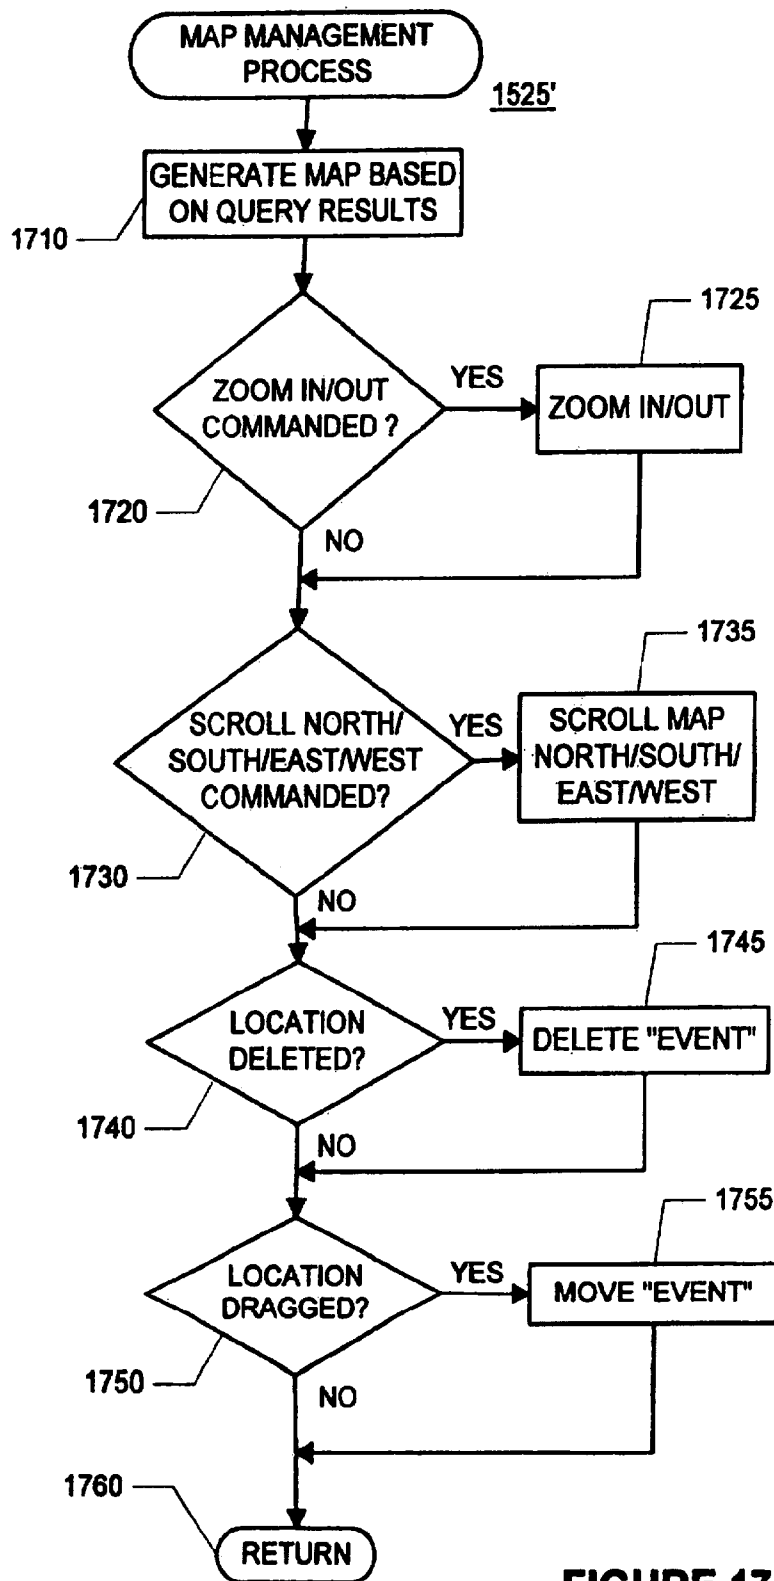 MAP MANAGEMENT
PROCESS
1525'
GENERATE MAP BASED
ON QUERY RESULTS
1710
1725
ZOOM IN/OUT
COMMANDED ?
YES
ZOOM IN/OUT
1720
NO
1735
SCROLL NORTH/
SOUTH/EAST/WEST
COMMANDED?
YES
SCROLL MAP
NORTH/SOUTH/
EAST/WEST
1730
NO
1745
LOCATION
DELETED?
YES
DELETE "EVENT"
1740
NO
1755
LOCATION
DRAGGED?
YES
MOVE "EVENT"
1750
NO
1760
RETURN
FIGURE 17